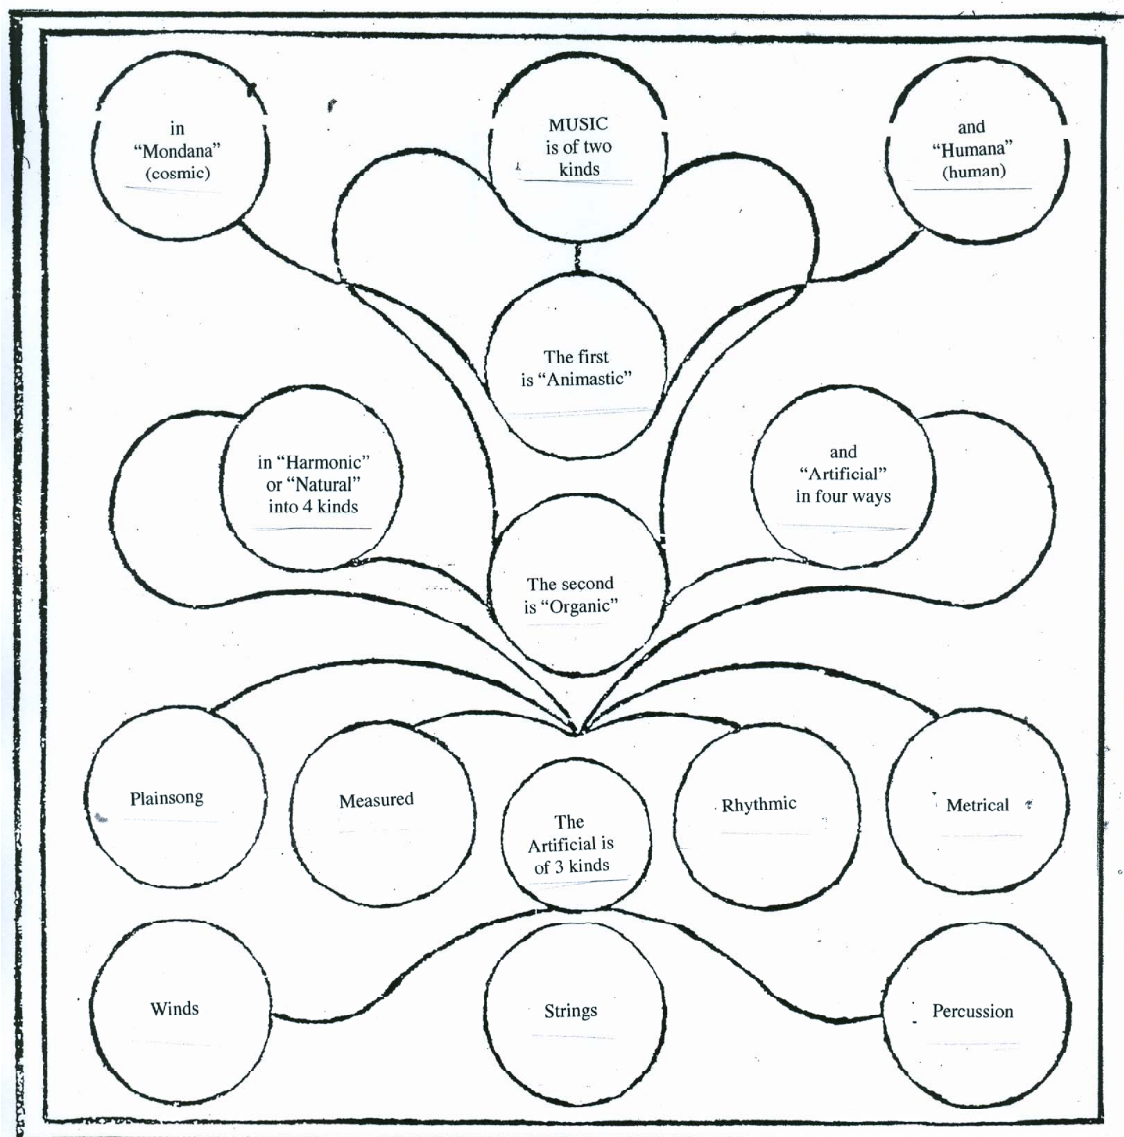 in
“Mondana”
(cosmic)
MUSIC
is of two
kinds
and
“Humana”
(human)
The first
is “Animastic”
in “Harmonic”
or “Natural”
into 4 kinds
and
“Artificial”
in four ways
The second
is “Organic”
Plainsong
Measured
The
Artificial is
of 3 kinds
Rhythmic
Metrical
Winds
Strings
Percussion